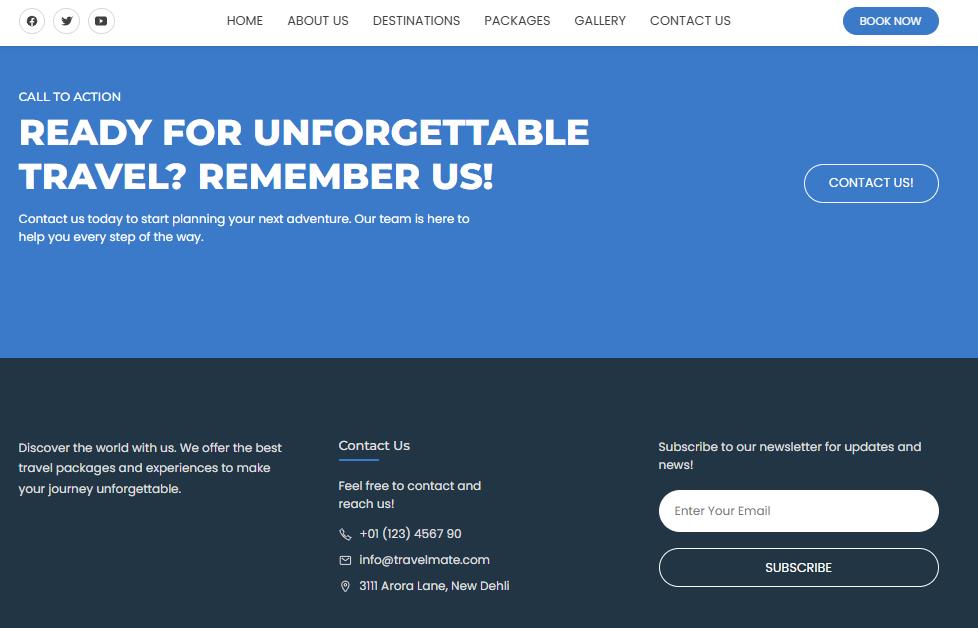 HOME ABOUT US DESTINATIONS PACKAGES GALLERY CONTACT US BOOK NOW
CALL TO ACTION
READY FOR UNFORGETTABLE
TRAVEL? REMEMBER US!
Contact us today to start planning your next adventure. Our team is here to
help you every step of the way.
CONTACT US!
Discover the world with us. We offer the best
travel packages and experiences to make
your journey unforgettable.
Contact Us
Feel free to contact and
reach us!
+01 (123) 4567 90
info@travelmate.com
3111 Arora Lane, New Dehli
Subscribe to our newsletter for updates and
news!
Enter Your Email
SUBSCRIBE